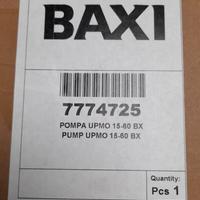 BAXI
7774725
POMPA UPMO 15-60 BX
PUMP UPMO 15-60 BX
Quantity:
Pcs 1